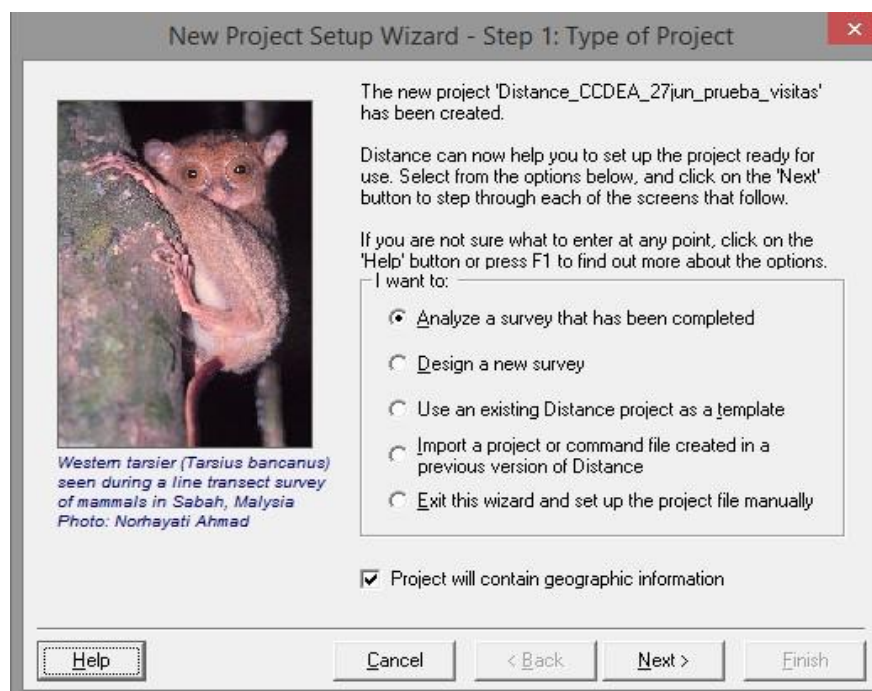 New Project Setup Wizard - Step 1: Type of Project
The new project 'Distance_CCDEA_27jun_prueba_visitas'
has been created.
Distance can now help you to set up the project ready for
use. Select from the options below, and click on the 'Next'
button to step through each of the screens that follow.
If you are not sure what to enter at any point, click on the
'Help' button or press F1 to find out more about the options.
I want to:
Analyze a survey that has been completed
Design a new survey
Use an existing Distance project as a template
Import a project or command file created in a
previous version of Distance
Exit this wizard and set up the project file manually
Western tarsier (Tarsius bancanus)
seen during a line transect survey
of mammals in Sabah, Malysia
Photo: Norhayati Ahmad
Project will contain geographic information
Help
Cancel
< Back
Next >
Finish